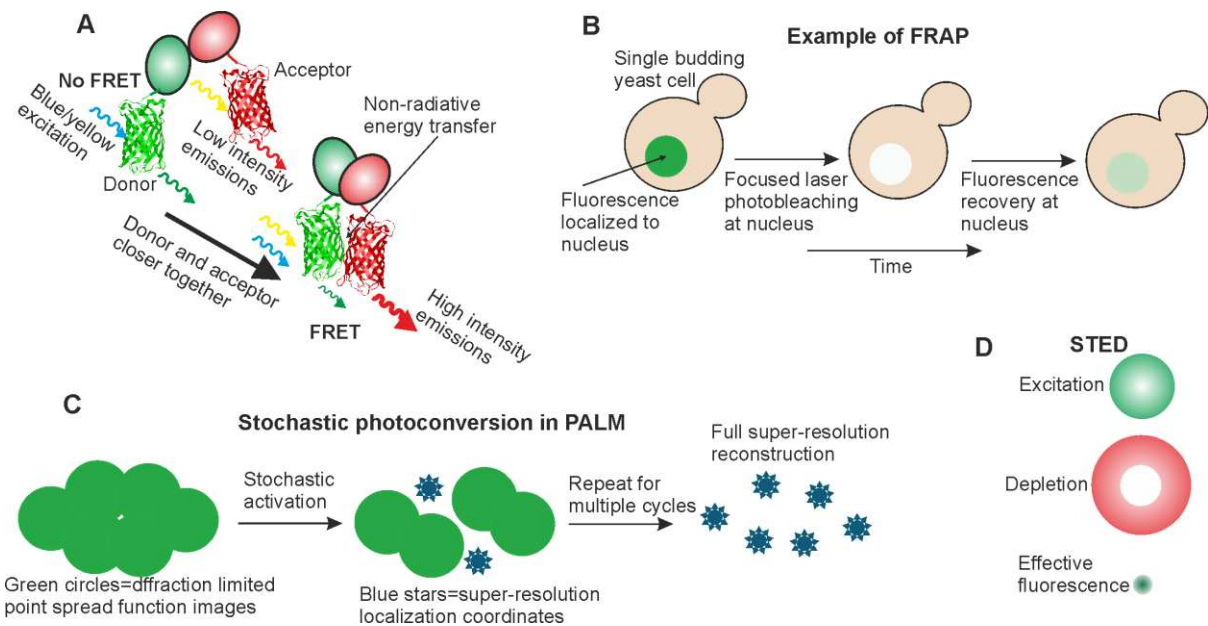 A
No FRET
Blue/yellow
excitation
Donor
Acceptor
Low intensity
emissions
Non-radiative
energy transfer
Donor and acceptor
closer together
FRET
High intensity
emissions
B
Example of FRAP
Single budding
yeast cell
Fluorescence
localized to
nucleus
Focused laser
photobleaching
at nucleus
Fluorescence
recovery at
nucleus
Time
C
Stochastic photoconversion in PALM
Stochastic
activation
Repeat for
multiple cycles
Full super-resolution
reconstruction
Green circles=dffraction limited
point spread function images
Blue stars=super-resolution
localization coordinates
D
STED
Excitation
Depletion
Effective
fluorescence